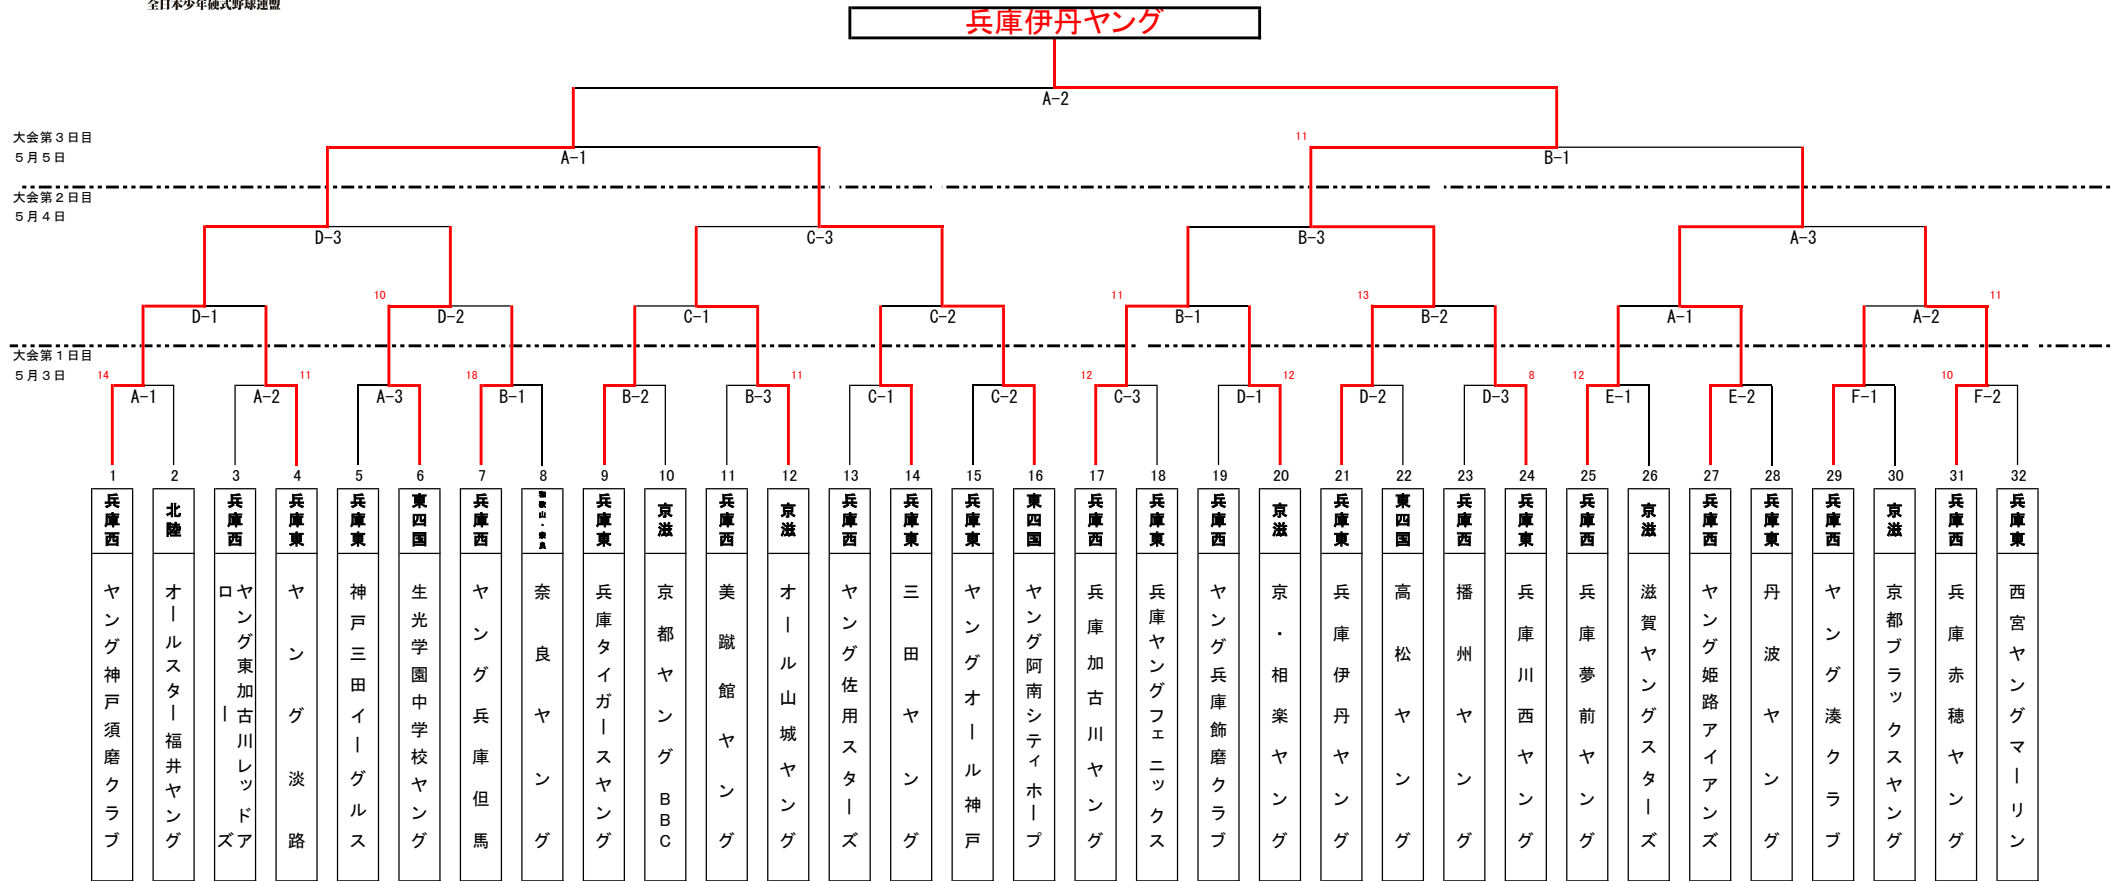 全日本少年硬式野球連盟
兵庫伊丹ヤング
A-2
大会第３日目
５月５日
11
A-1
B-1
大会第２日目
５月４日
D-3
C-3
B-3
A-3
10
11
13
11
D-1
D-2
C-1
C-2
B-1
B-2
A-1
A-2
大会第１日目
５月３日
14
11
18
11
12
12
8
12
10
A-1
A-2
A-3
B-1
B-2
B-3
C-1
C-2
C-3
D-1
D-2
D-3
E-1
E-2
F-1
F-2
1
兵庫西
ヤング神戸須磨クラブ
2
北陸
オールスター福井ヤング
3
兵庫西
ヤング東加古川レッドア
ローズ
4
兵庫東
ヤング淡路
5
兵庫東
神戸三田イーグルス
6
東四国
生光学園中学校ヤング
7
兵庫西
ヤング兵庫但馬
8
和歌山・奈良
奈良ヤング
9
兵庫東
兵庫タイガースヤング
10
京滋
京都ヤングBBC
11
兵庫西
美蹴館ヤング
12
京滋
オール山城ヤング
13
兵庫西
ヤング佐用スターズ
14
兵庫東
三田ヤング
15
兵庫東
ヤングオール神戸
16
東四国
ヤング阿南シティホープ
17
兵庫西
兵庫加古川ヤング
18
兵庫東
兵庫ヤングフェニックス
19
兵庫西
ヤング兵庫飾磨クラブ
20
京滋
京・相楽ヤング
21
兵庫東
兵庫伊丹ヤング
22
東四国
高松ヤング
23
兵庫西
播州ヤング
24
兵庫東
兵庫川西ヤング
25
兵庫西
兵庫夢前ヤング
26
京滋
滋賀ヤングスターズ
27
兵庫西
ヤング姫路アイアンズ
28
兵庫東
丹波ヤング
29
兵庫西
ヤング湊クラブ
30
京滋
京都ブラックスヤング
31
兵庫西
兵庫赤穂ヤング
32
兵庫東
西宮ヤングマーリン